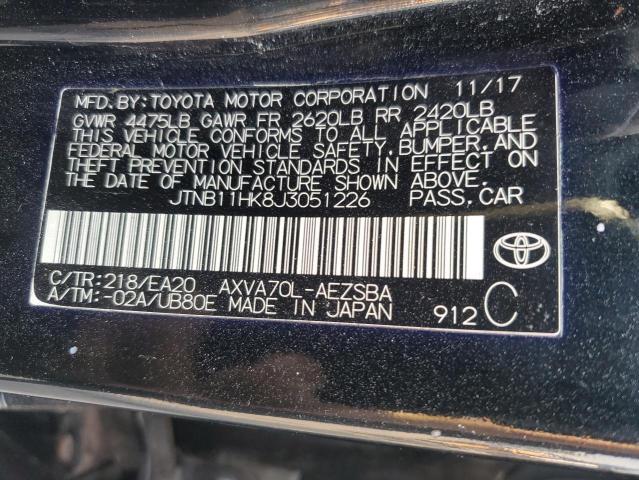 MFD.BY:TOYOTA MOTOR CORPORATION 11/17
GVWR 4475LB GAWR FR 2620LB RR 2420LB
THIS VEHICLE CONFORMS TO ALL APPLICABLE
FEDERAL MOTOR VEHICLE SAFETY, BUMPER, AND
THEFT PREVENTION STANDARDS IN EFFECT ON
THE DATE OF MANUFACTURE SHOWN ABOVE.
JTNB11HK8J3051226 PASS.CAR
C/TR:218/EA20 AXVA70L-AEZSBA
A/TM:-02A/UB80E MADE IN JAPAN 912 C